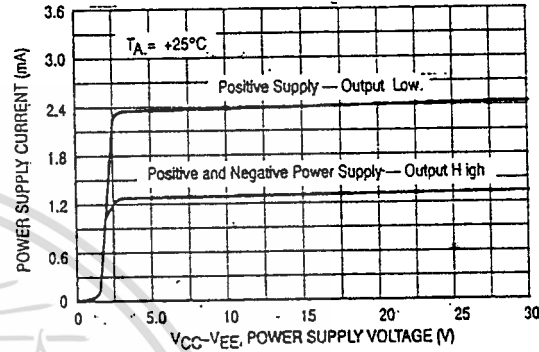 3.6
3.0
2.4
1.8
1.2
0.6
0
POWER SUPPLY CURRENT (mA)
TA. = +25°C
Positive Supply — Output Low.
Positive and Negative Power Supply — Output High
0 5.0 10 15 20 25 30
VCC-VEE, POWER SUPPLY VOLTAGE (V)